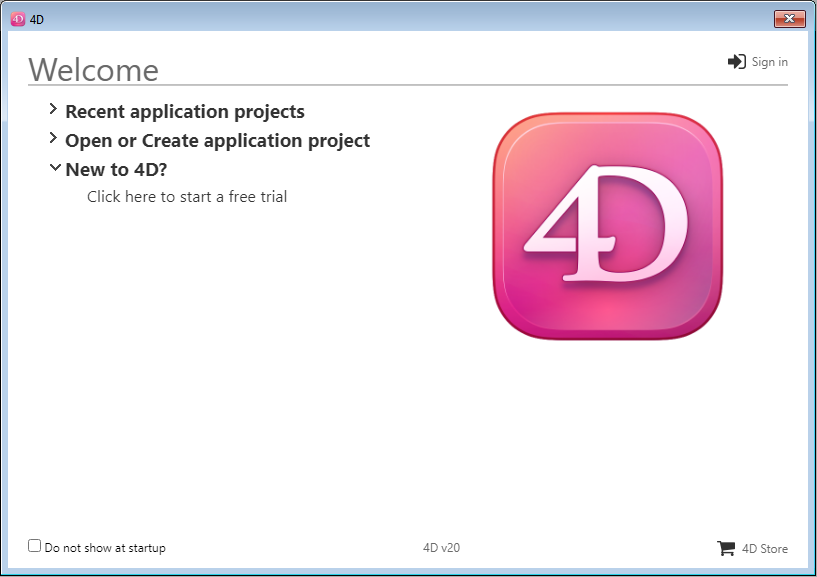 4D
4D
Welcome
Sign in
Recent application projects
Open or Create application project
New to 4D?
Click here to start a free trial
4D
Do not show at startup
4D v20
4D Store